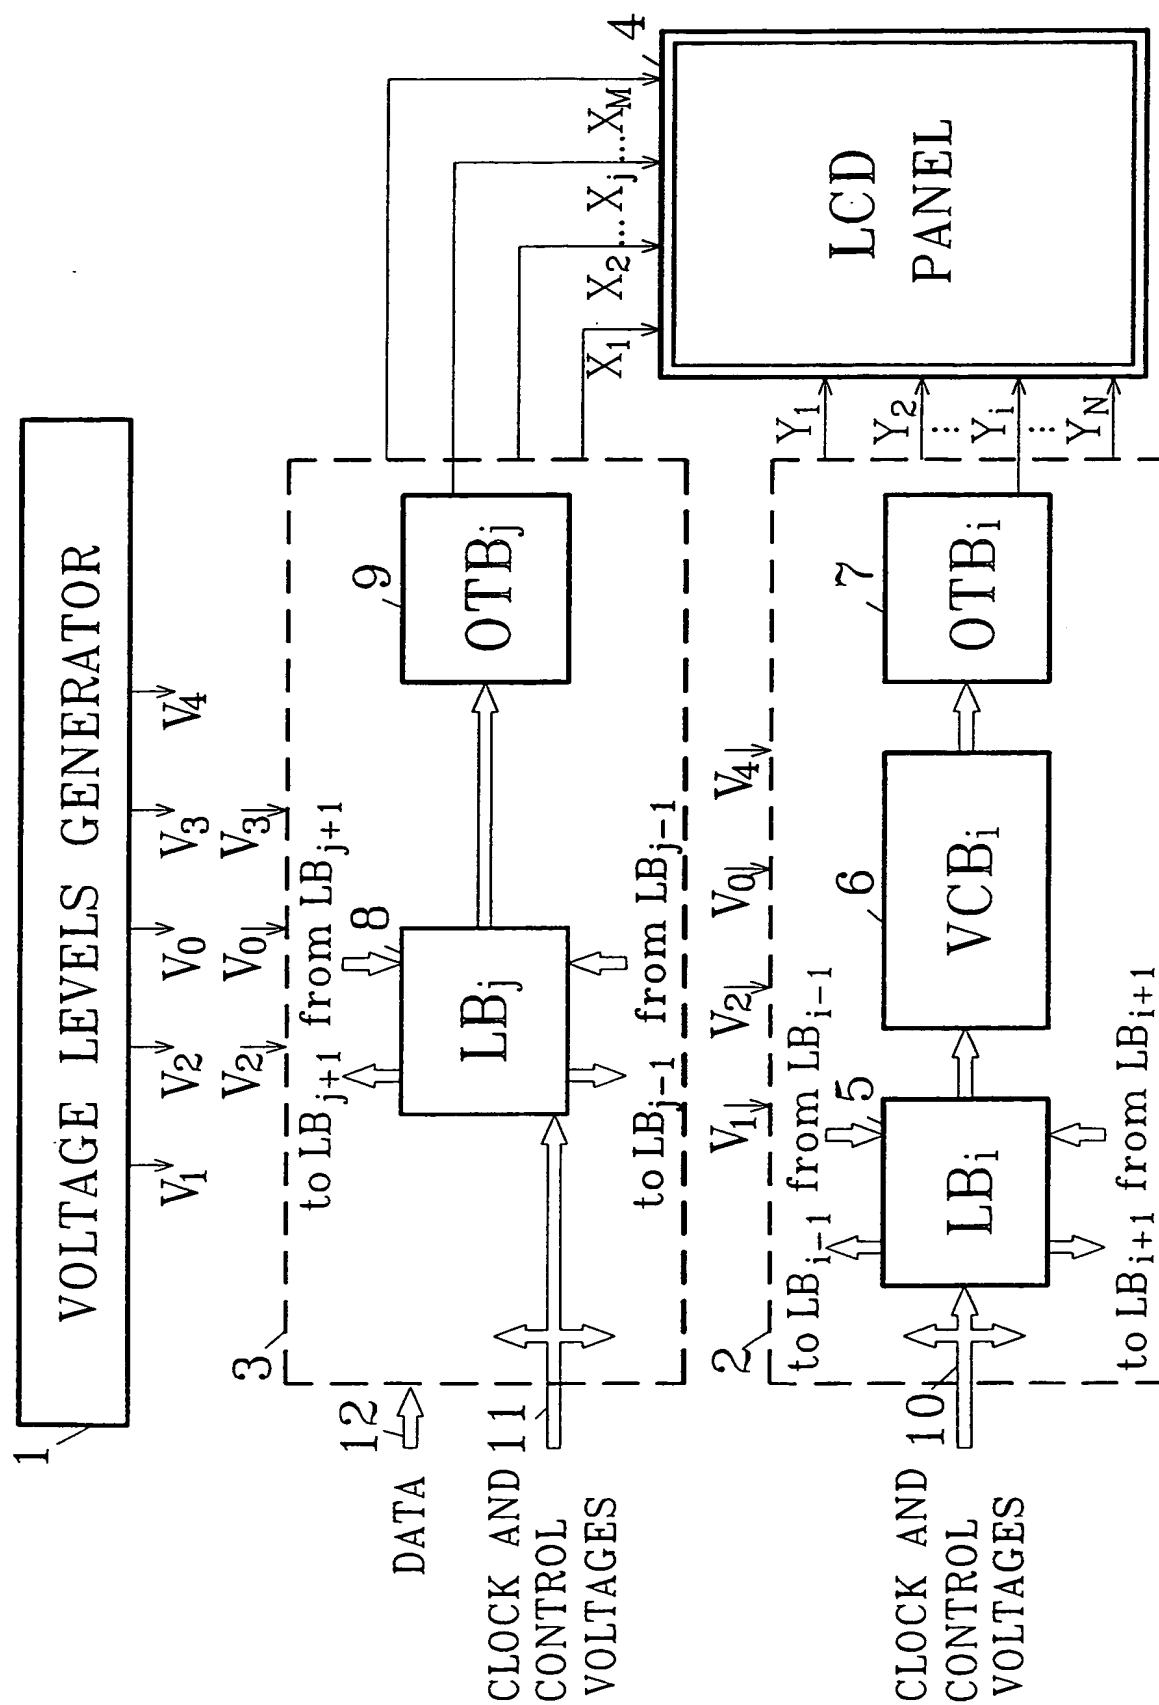 1
VOLTAGE LEVELS GENERATOR
V1 V2 V0 V3 V4
V2 V0 V3
3
to LBj+1 from LBj+1
12
DATA
8
LBj
9
OTBj
11
CLOCK AND
CONTROL
VOLTAGES
to LBj-1 from LBj-1
X1 X2 ... Xj ... XM
4
LCD
PANEL
V1 V2 V0 V4
2
to LBi-1 from LBi-1
5
LBi
6
VCBi
7
OTBi
10
CLOCK AND
CONTROL
VOLTAGES
to LBi+1 from LBi+1
Y1
Y2
...
Yi
...
YN